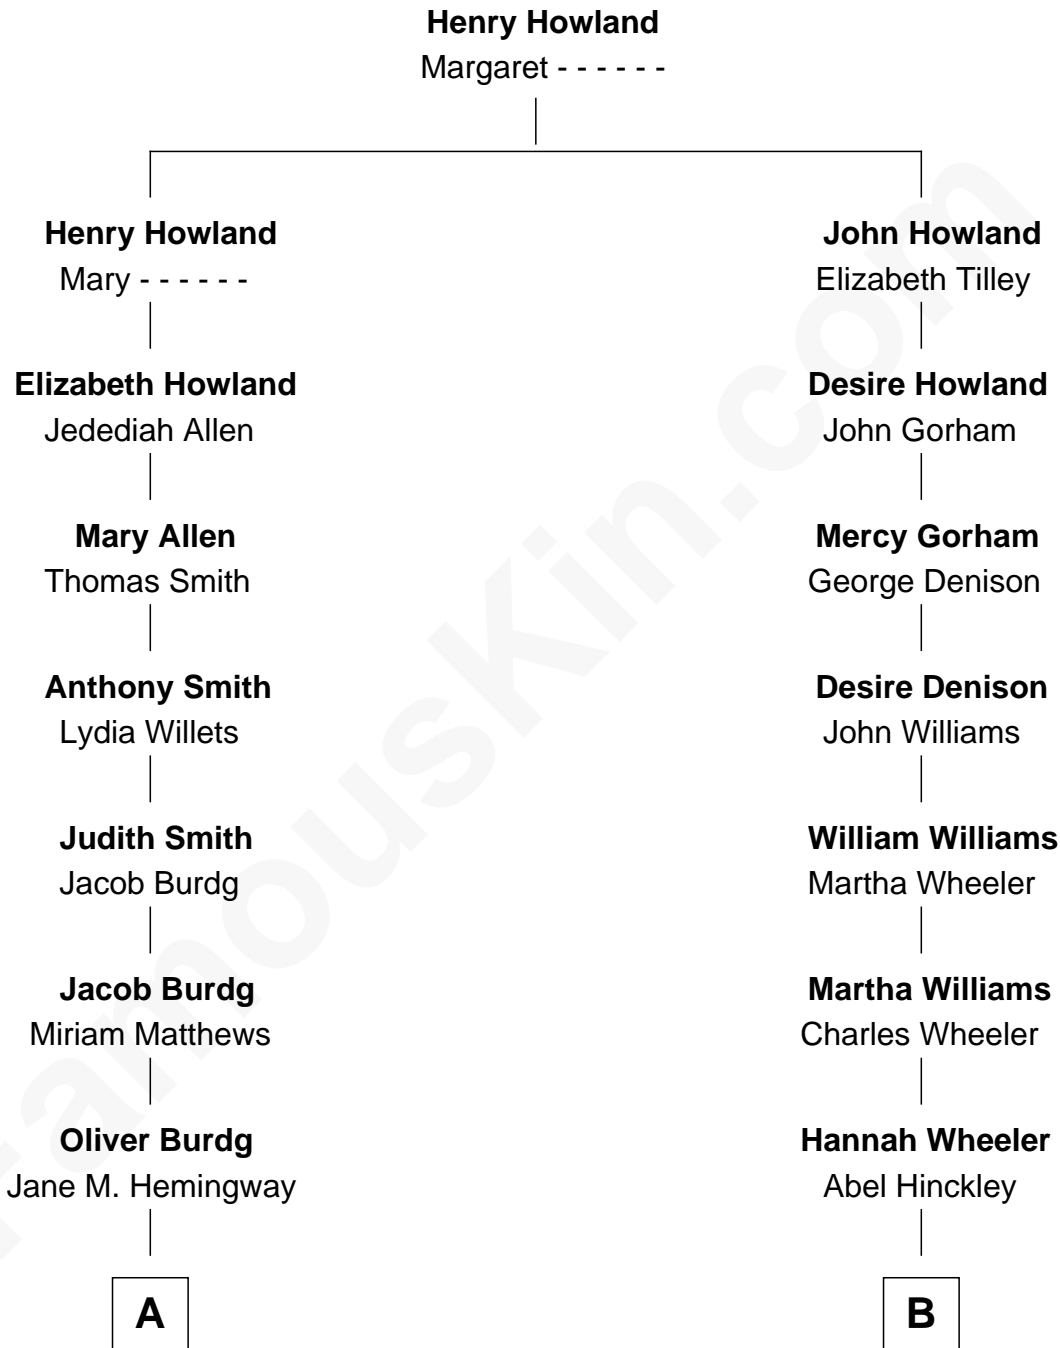 Henry Howland
Margaret - - - - - -
Henry Howland
Mary - - - - - -
John Howland
Elizabeth Tilley
Elizabeth Howland
Jedediah Allen
Desire Howland
John Gorham
Mary Allen
Thomas Smith
Mercy Gorham
George Denison
Anthony Smith
Lydia Willets
Desire Denison
John Williams
Judith Smith
Jacob Burdg
William Williams
Martha Wheeler
Jacob Burdg
Miriam Matthews
Martha Williams
Charles Wheeler
Oliver Burdg
Jane M. Hemingway
Hannah Wheeler
Abel Hinckley
A
B
FamousKin.com